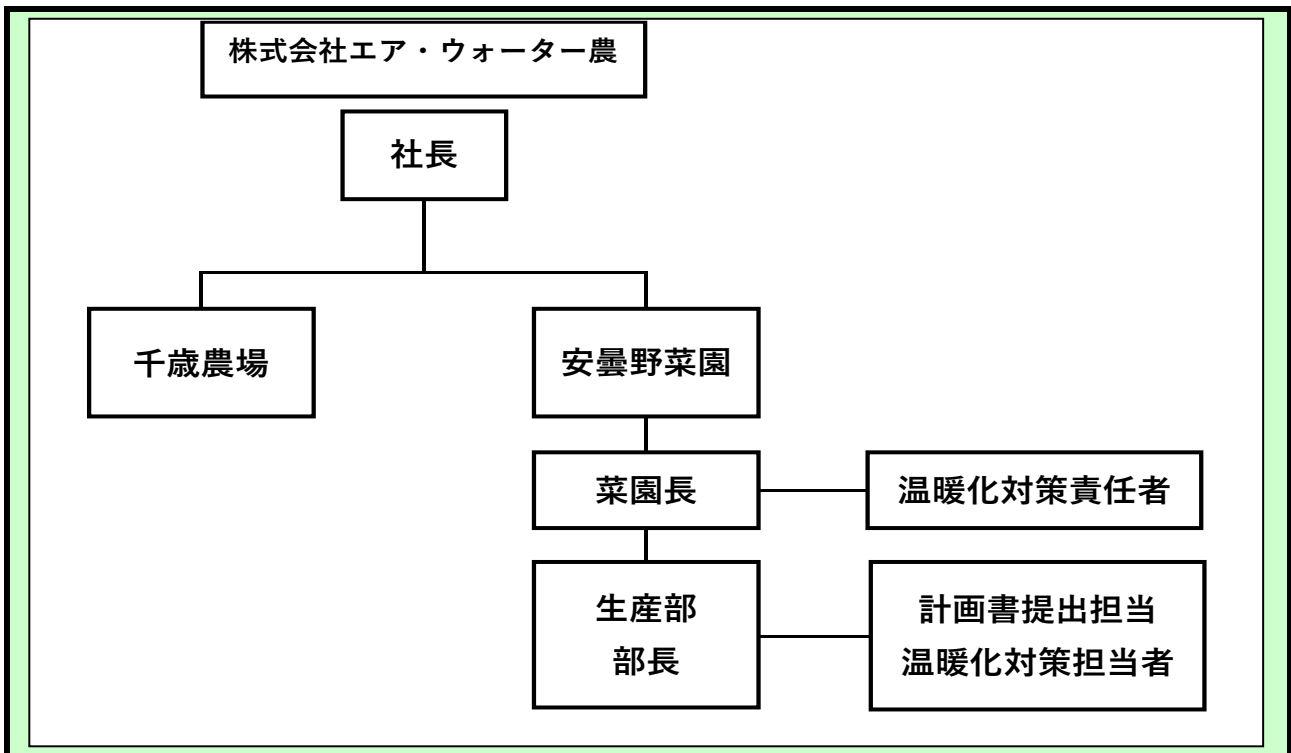 株式会社エア・ウォーター農
社長
千歳農場
安曇野菜園
菜園長
温暖化対策責任者
生産部
部長
計画書提出担当
温暖化対策担当者